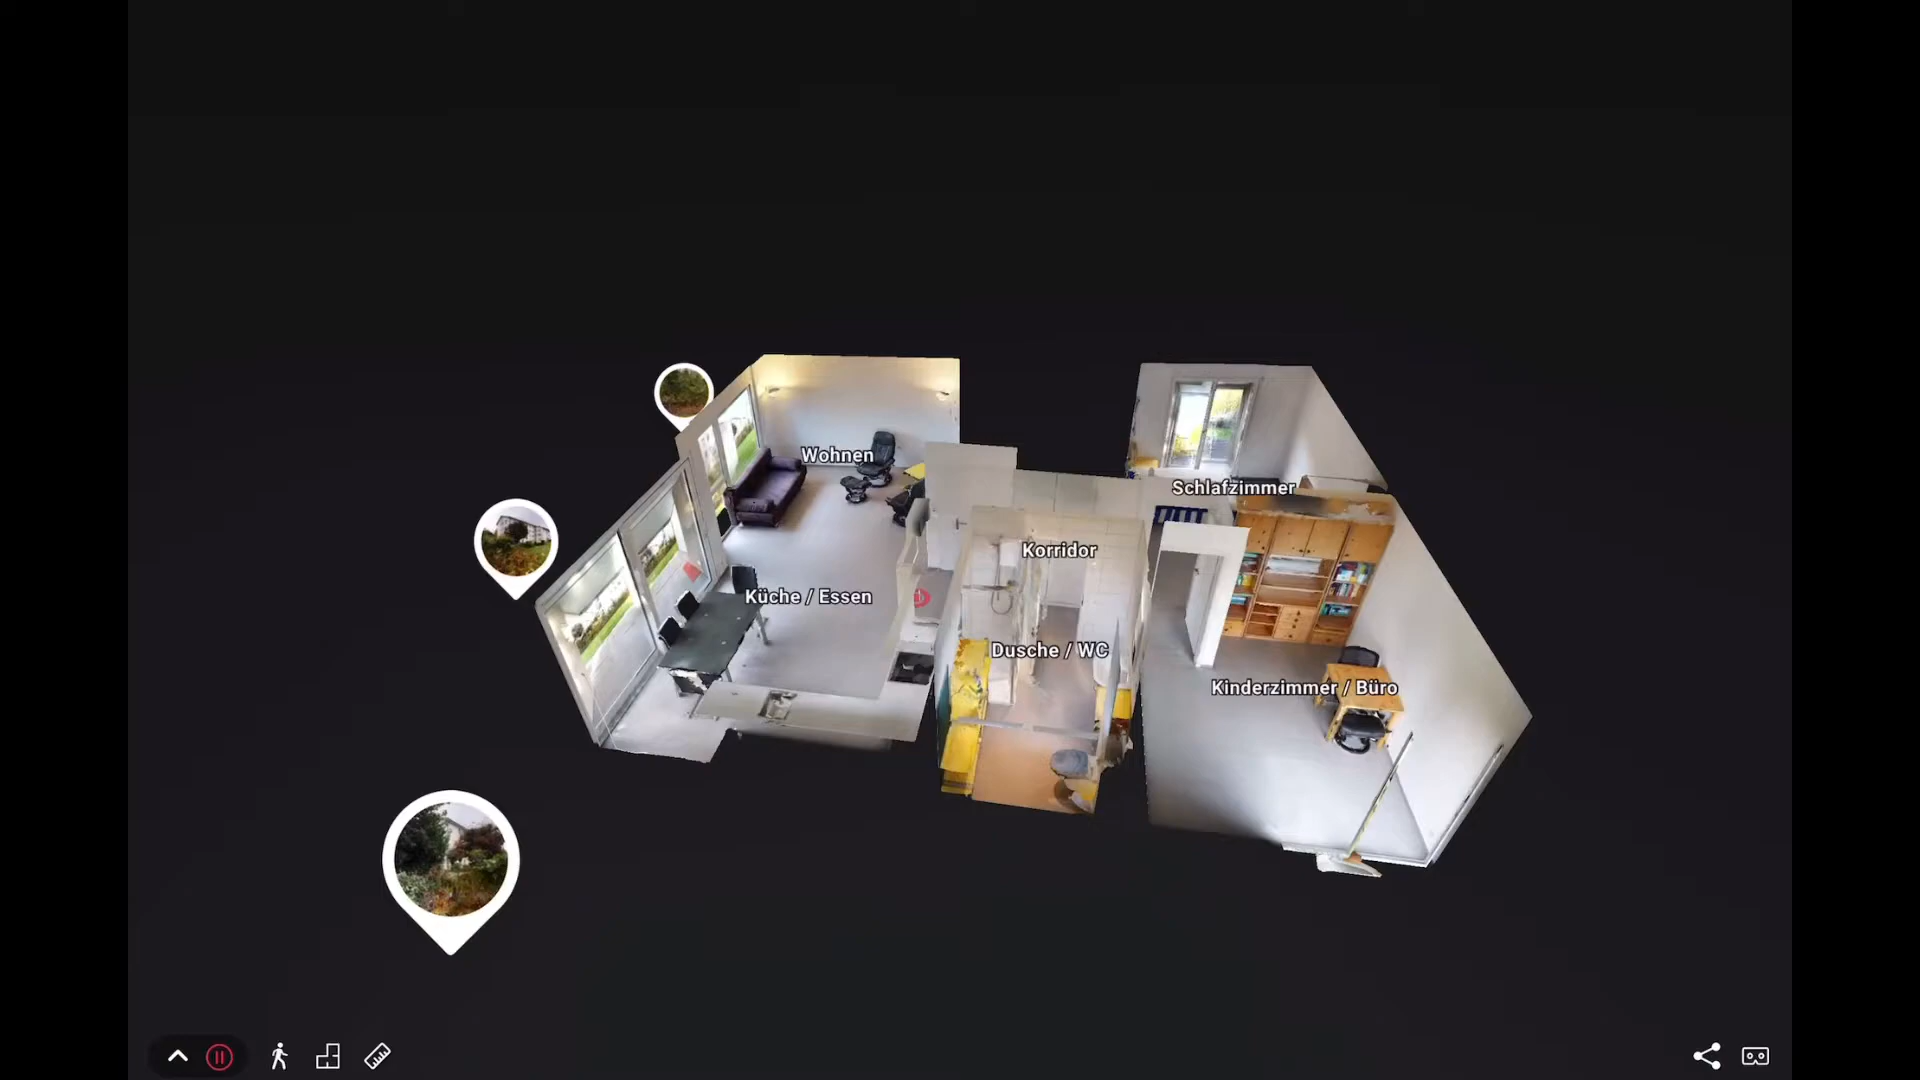 Wohnen
Schlafzimmer
Korridor
Küche / Essen
Dusche / WC
Kinderzimmer / Büro